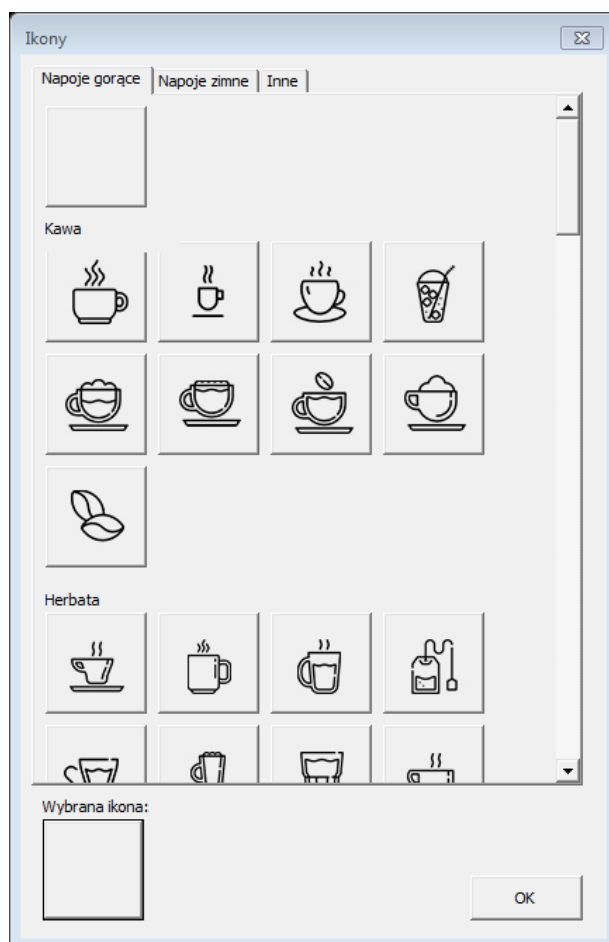 Ikony
Napoje gorące Napoje zimne Inne
Kawa
Herbata
Wybrana ikona:
OK